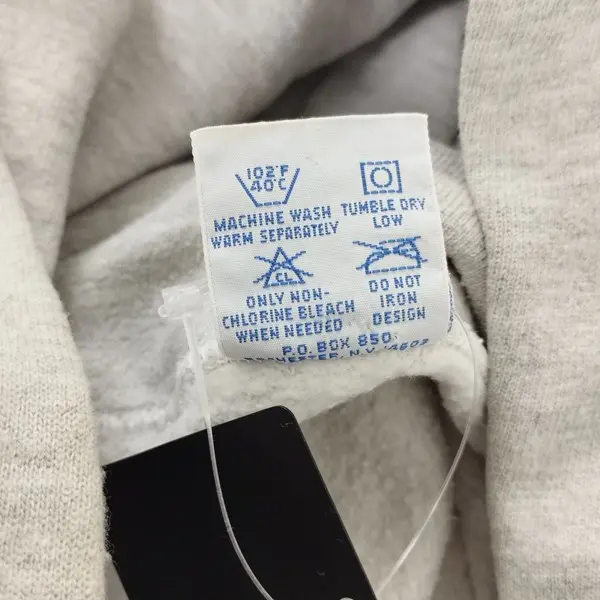 102°F
40°C
MACHINE WASH
WARM SEPARATELY
TUMBLE DRY
LOW
CL
ONLY NON-
CHLORINE BLEACH
WHEN NEEDED
DO NOT
IRON
DESIGN
P.O. BOX 850
ROCHESTER, N.Y.